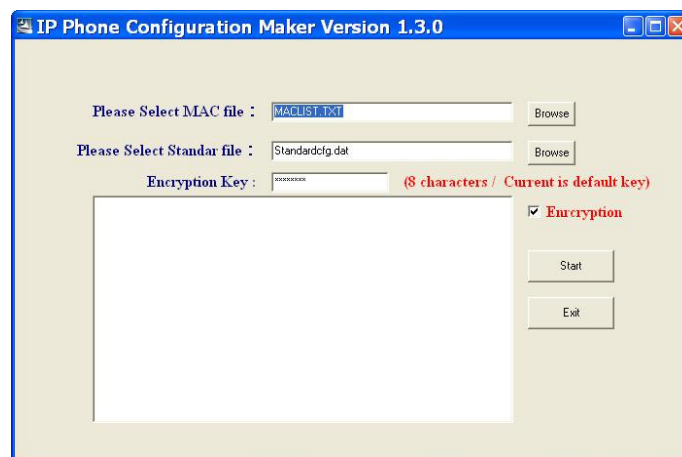 IP Phone Configuration Maker Version 1.3.0
Please Select MAC file : MACLIST.TXT Browse
Please Select Standar file : Standardcfg.dat Browse
Encryption Key : ******** (8 characters / Current is default key)
Enrcryption
Start
Exit